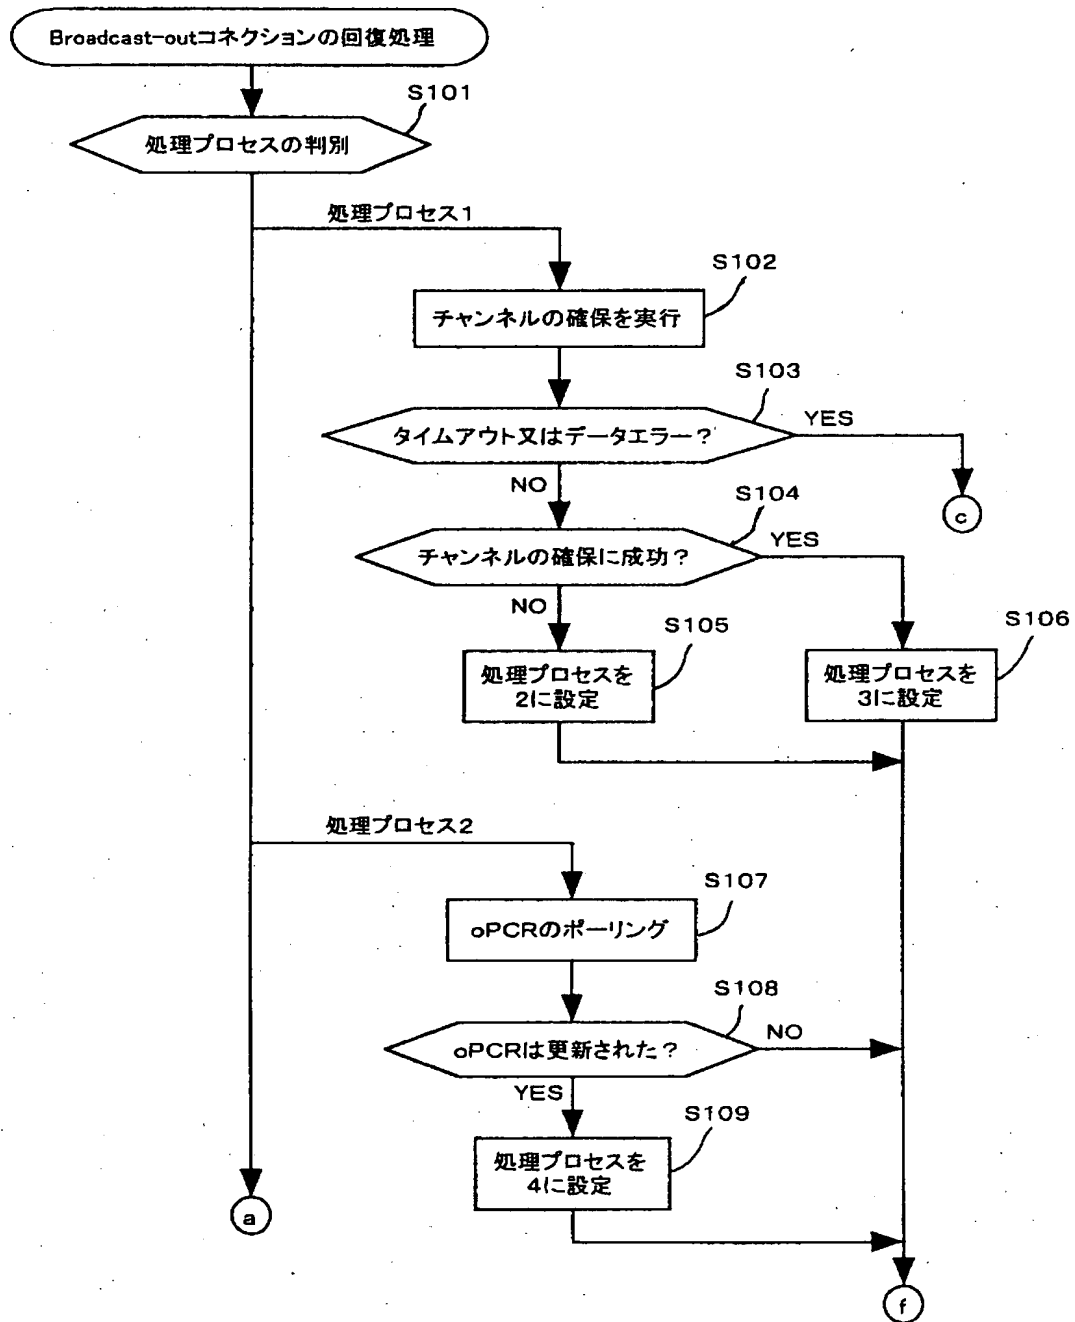 Broadcast-outコネクションの回復処理
S101
処理プロセスの判別
処理プロセス1
S102
チャンネルの確保を実行
S103
タイムアウト又はデータエラー?
YES
NO
c
S104
チャンネルの確保に成功?
YES
NO
S105
処理プロセスを
2に設定
S106
処理プロセスを
3に設定
処理プロセス2
S107
oPCRのポーリング
S108
oPCRは更新された?
NO
YES
S109
処理プロセスを
4に設定
a
f